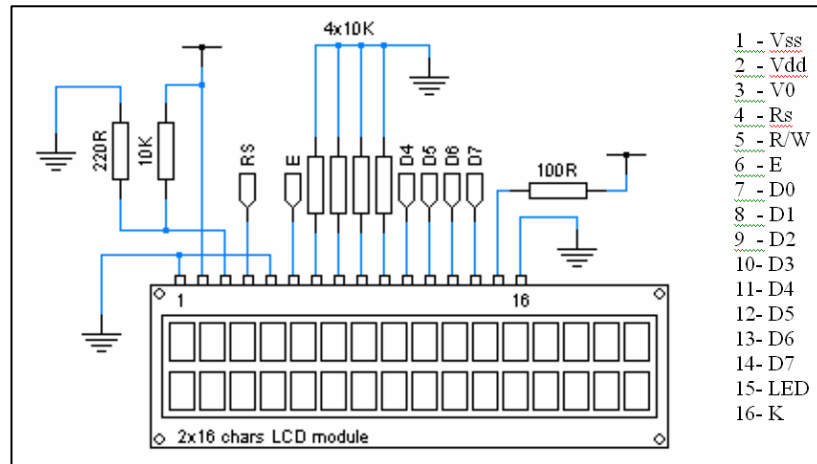 4x10K
220R
10K
RS
E
D4
D5
D6
D7
100R
1
16
2x16 chars LCD module
1 - Vss
2 - Vdd
3 - V0
4 - Rs
5 - R/W
6 - E
7 - D0
8 - D1
9 - D2
10- D3
11- D4
12- D5
13- D6
14- D7
15- LED
16- K